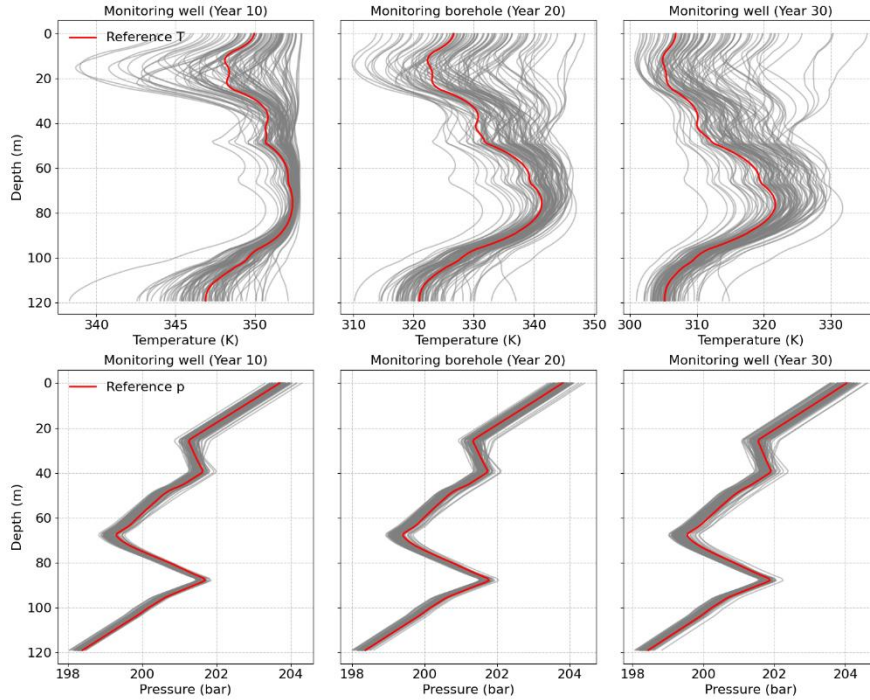 Monitoring well (Year 10)
Monitoring borehole (Year 20)
Monitoring well (Year 30)
Reference T
Depth (m)
0
20
40
60
80
100
120
340
345
350
Temperature (K)
310
320
330
340
350
Temperature (K)
300
310
320
330
Temperature (K)
Monitoring well (Year 10)
Monitoring borehole (Year 20)
Monitoring well (Year 30)
Reference p
Depth (m)
0
20
40
60
80
100
120
198
200
202
204
Pressure (bar)
198
200
202
204
Pressure (bar)
198
200
202
204
Pressure (bar)